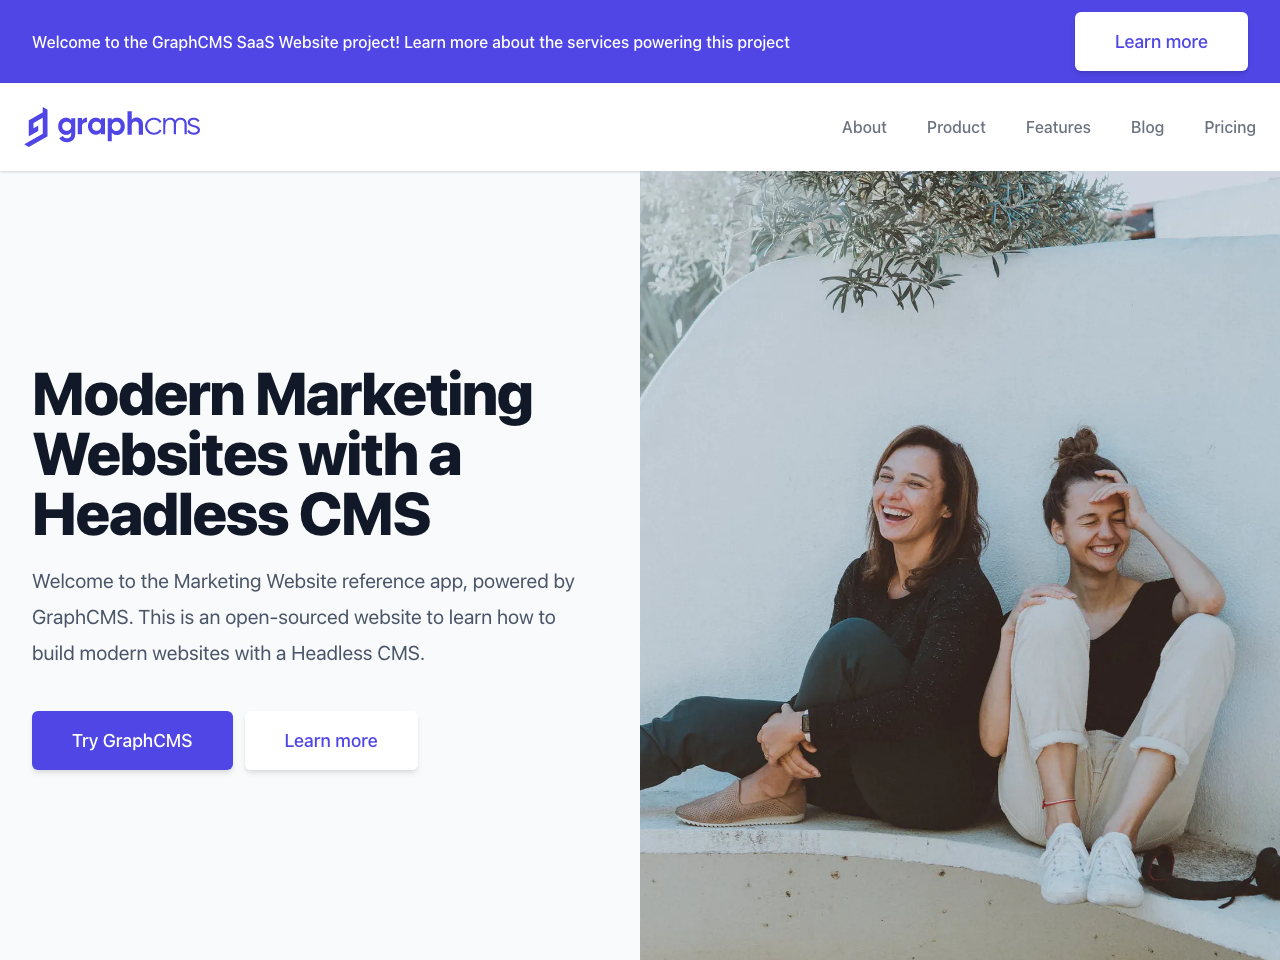 Welcome to the GraphCMS SaaS Website project! Learn more about the services powering this project
Learn more
graphcms
About
Product
Features
Blog
Pricing
Modern Marketing
Websites with a
Headless CMS
Welcome to the Marketing Website reference app, powered by
GraphCMS. This is an open-sourced website to learn how to
build modern websites with a Headless CMS.
Try GraphCMS
Learn more